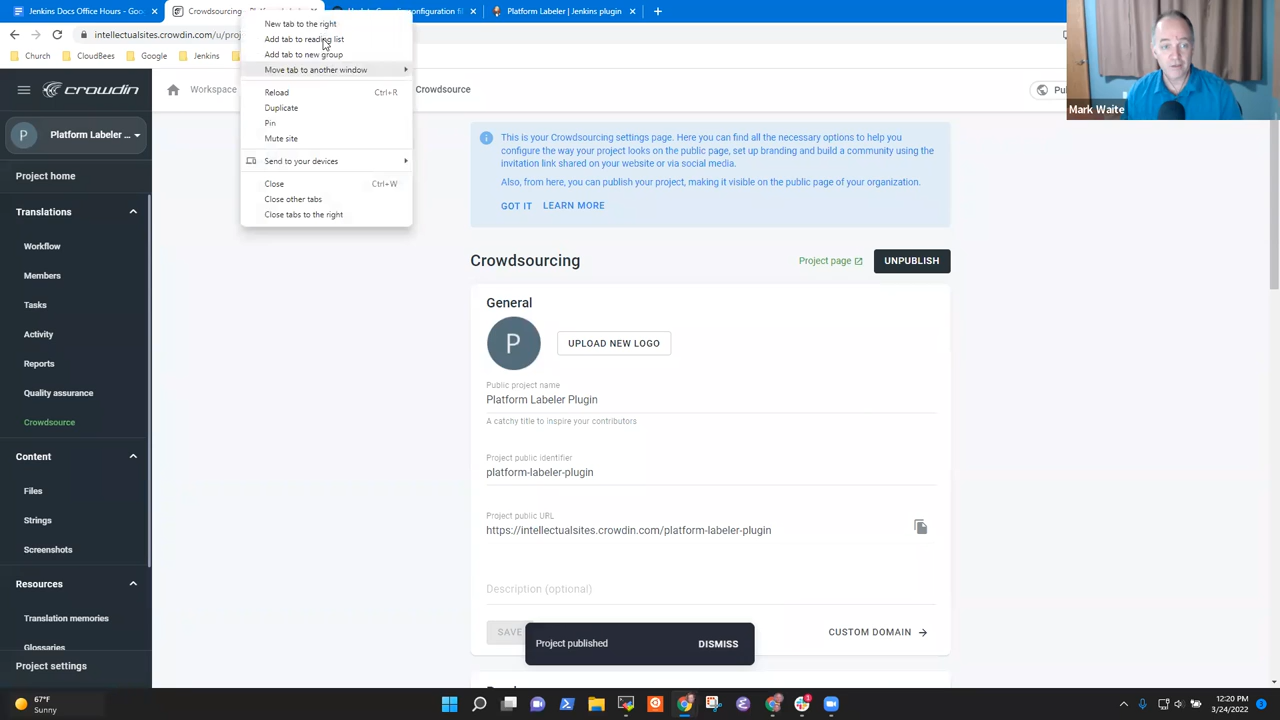 Jenkins Docs Office Hours -
Crowdsourcing
configuration fi
Platform Labeler | Jenkins plugin
intellectualsites.crowdin.com/u/proj
Church
CloudBees
Google
Jenkins
New tab to the right
Add tab to reading list
Add tab to new group
Move tab to another window
Reload Ctrl+R
Duplicate
Pin
Mute site
Send to your devices
Close Ctrl+W
Close other tabs
Close tabs to the right
crowdin
Workspace
Crowdsource
Mark Waite
Platform Labeler ...
Project home
Translations
Workflow
Members
Tasks
Activity
Reports
Quality assurance
Crowdsource
Content
Files
Strings
Screenshots
Resources
Translation memories
Glossaries
Project settings
This is your Crowdsourcing settings page. Here you can find all the necessary options to help you
configure the way your project looks on the public page, set up branding and build a community using the
invitation link shared on your website or via social media.
Also, from here, you can publish your project, making it visible on the public page of your organization.
GOT IT LEARN MORE
Crowdsourcing
Project page
UNPUBLISH
General
P
UPLOAD NEW LOGO
Public project name
Platform Labeler Plugin
A catchy title to inspire your contributors
Project public identifier
platform-labeler-plugin
Project public URL
https://intellectualsites.crowdin.com/platform-labeler-plugin
Description (optional)
SAVE
CUSTOM DOMAIN
Project published DISMISS
67°F
Sunny
12:20 PM
3/24/2022